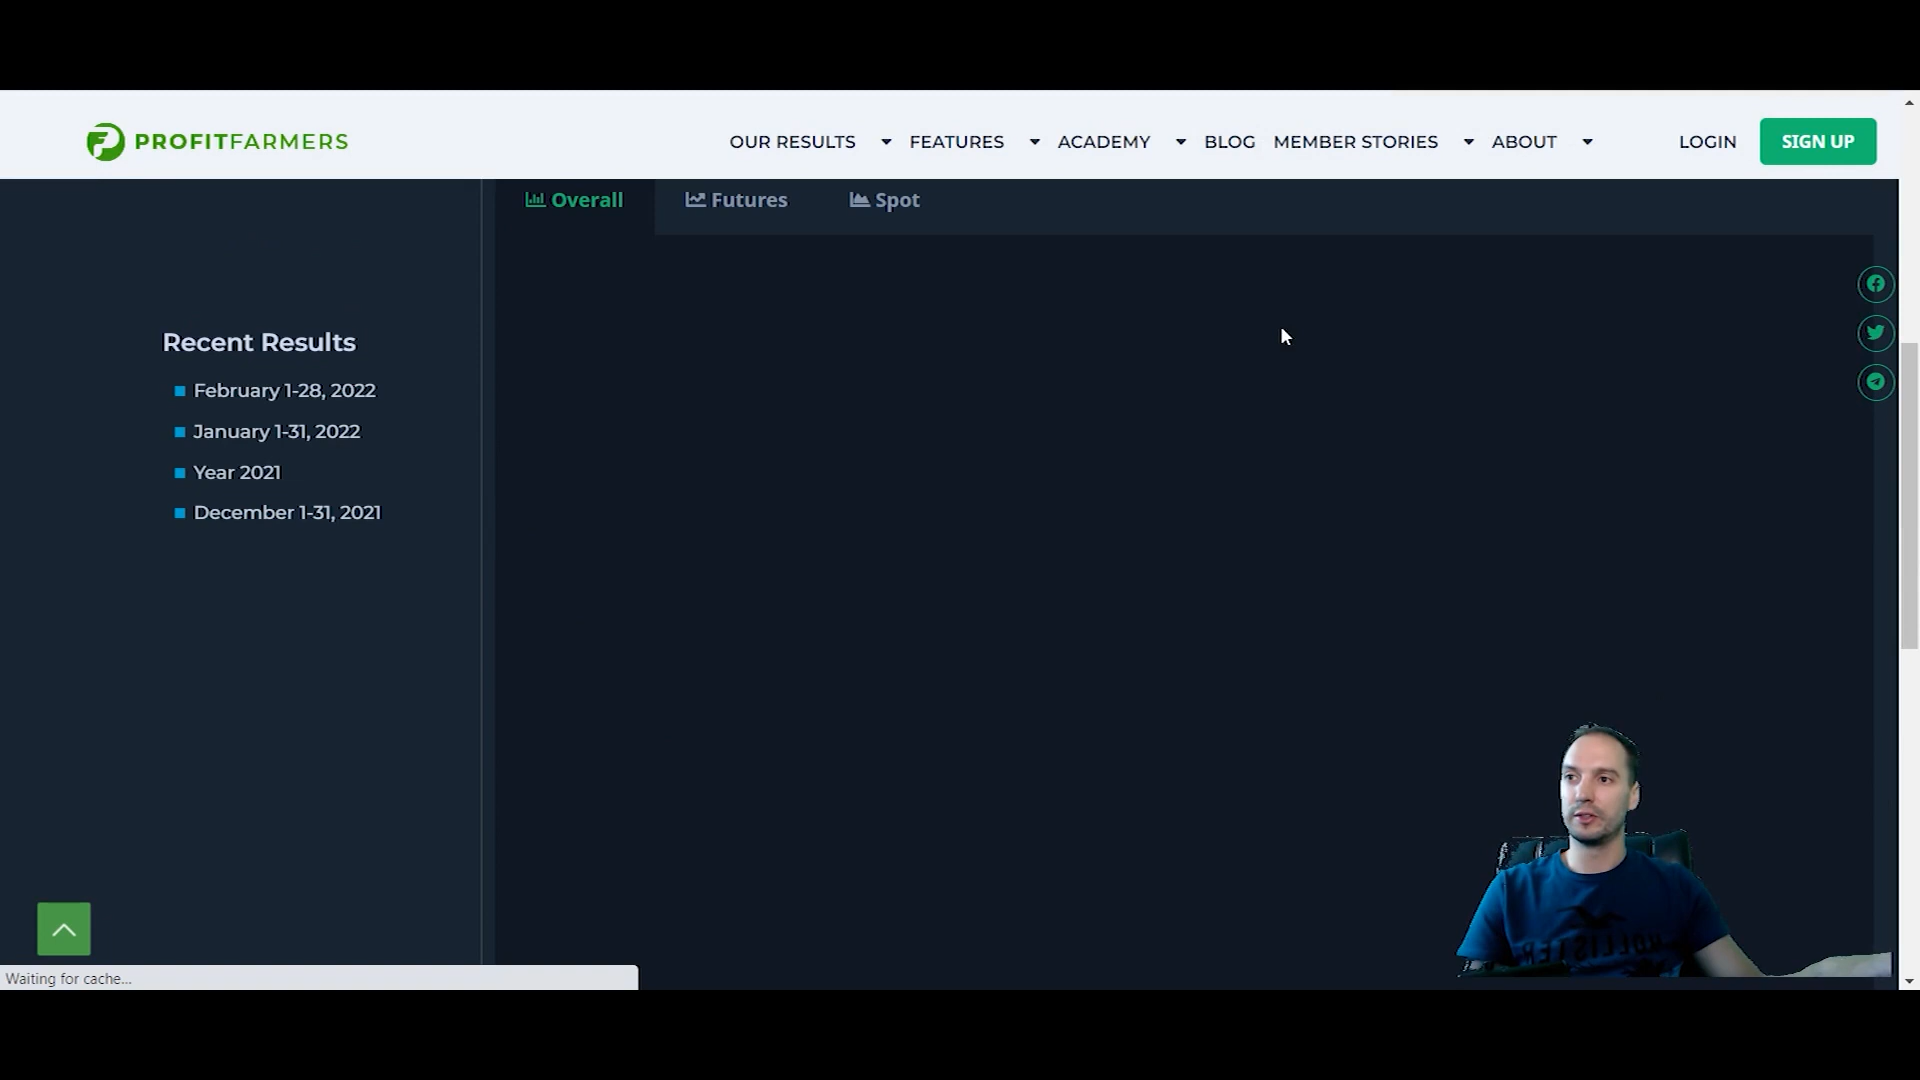 PROFITFARMERS
OUR RESULTS FEATURES ACADEMY BLOG MEMBER STORIES ABOUT LOGIN SIGN UP
Overall Futures Spot
Recent Results
February 1-28, 2022
January 1-31, 2022
Year 2021
December 1-31, 2021
HOLLISTER
Waiting for cache...